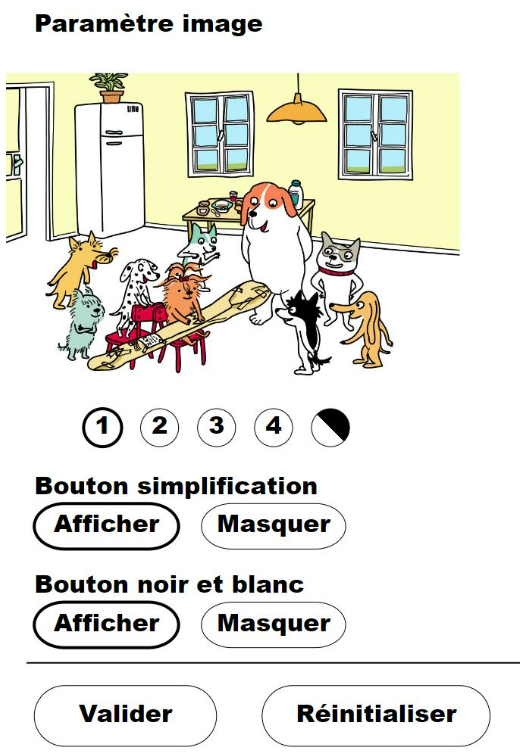 Paramètre image
1 2 3 4
Bouton simplification
Afficher Masquer
Bouton noir et blanc
Afficher Masquer
Valider Réinitialiser